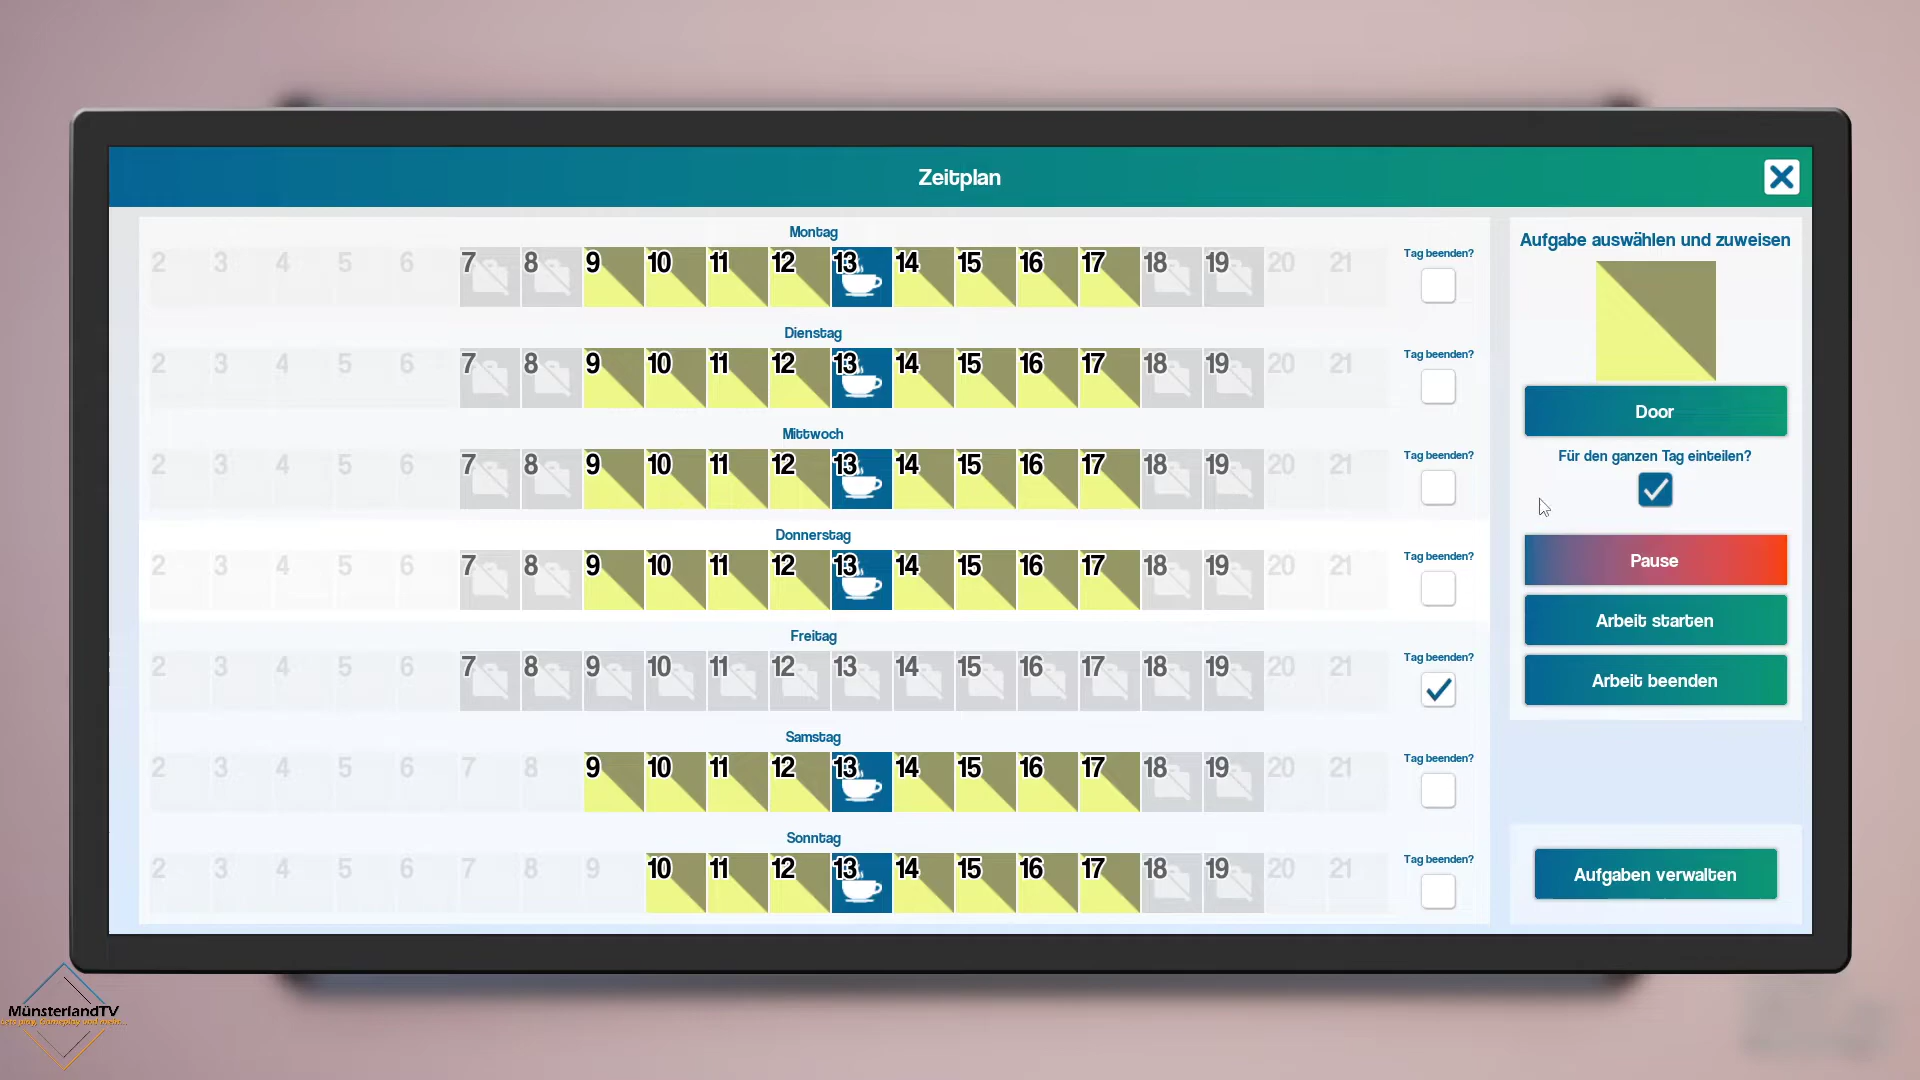 Zeitplan
Montag
2 3 4 5 6 7 8 9 10 11 12 13 14 15 16 17 18 19 20 21
Tag beenden?
Dienstag
2 3 4 5 6 7 8 9 10 11 12 13 14 15 16 17 18 19 20 21
Tag beenden?
Mittwoch
2 3 4 5 6 7 8 9 10 11 12 13 14 15 16 17 18 19 20 21
Tag beenden?
Donnerstag
2 3 4 5 6 7 8 9 10 11 12 13 14 15 16 17 18 19 20 21
Tag beenden?
Freitag
2 3 4 5 6 7 8 9 10 11 12 13 14 15 16 17 18 19 20 21
Tag beenden?
Samstag
2 3 4 5 6 7 8 9 10 11 12 13 14 15 16 17 18 19 20 21
Tag beenden?
Sonntag
2 3 4 5 6 7 8 9 10 11 12 13 14 15 16 17 18 19 20 21
Tag beenden?
Aufgabe auswählen und zuweisen
Door
Für den ganzen Tag einteilen?
Pause
Arbeit starten
Arbeit beenden
Aufgaben verwalten
MünsterlandTV
Gameplay und mehr...